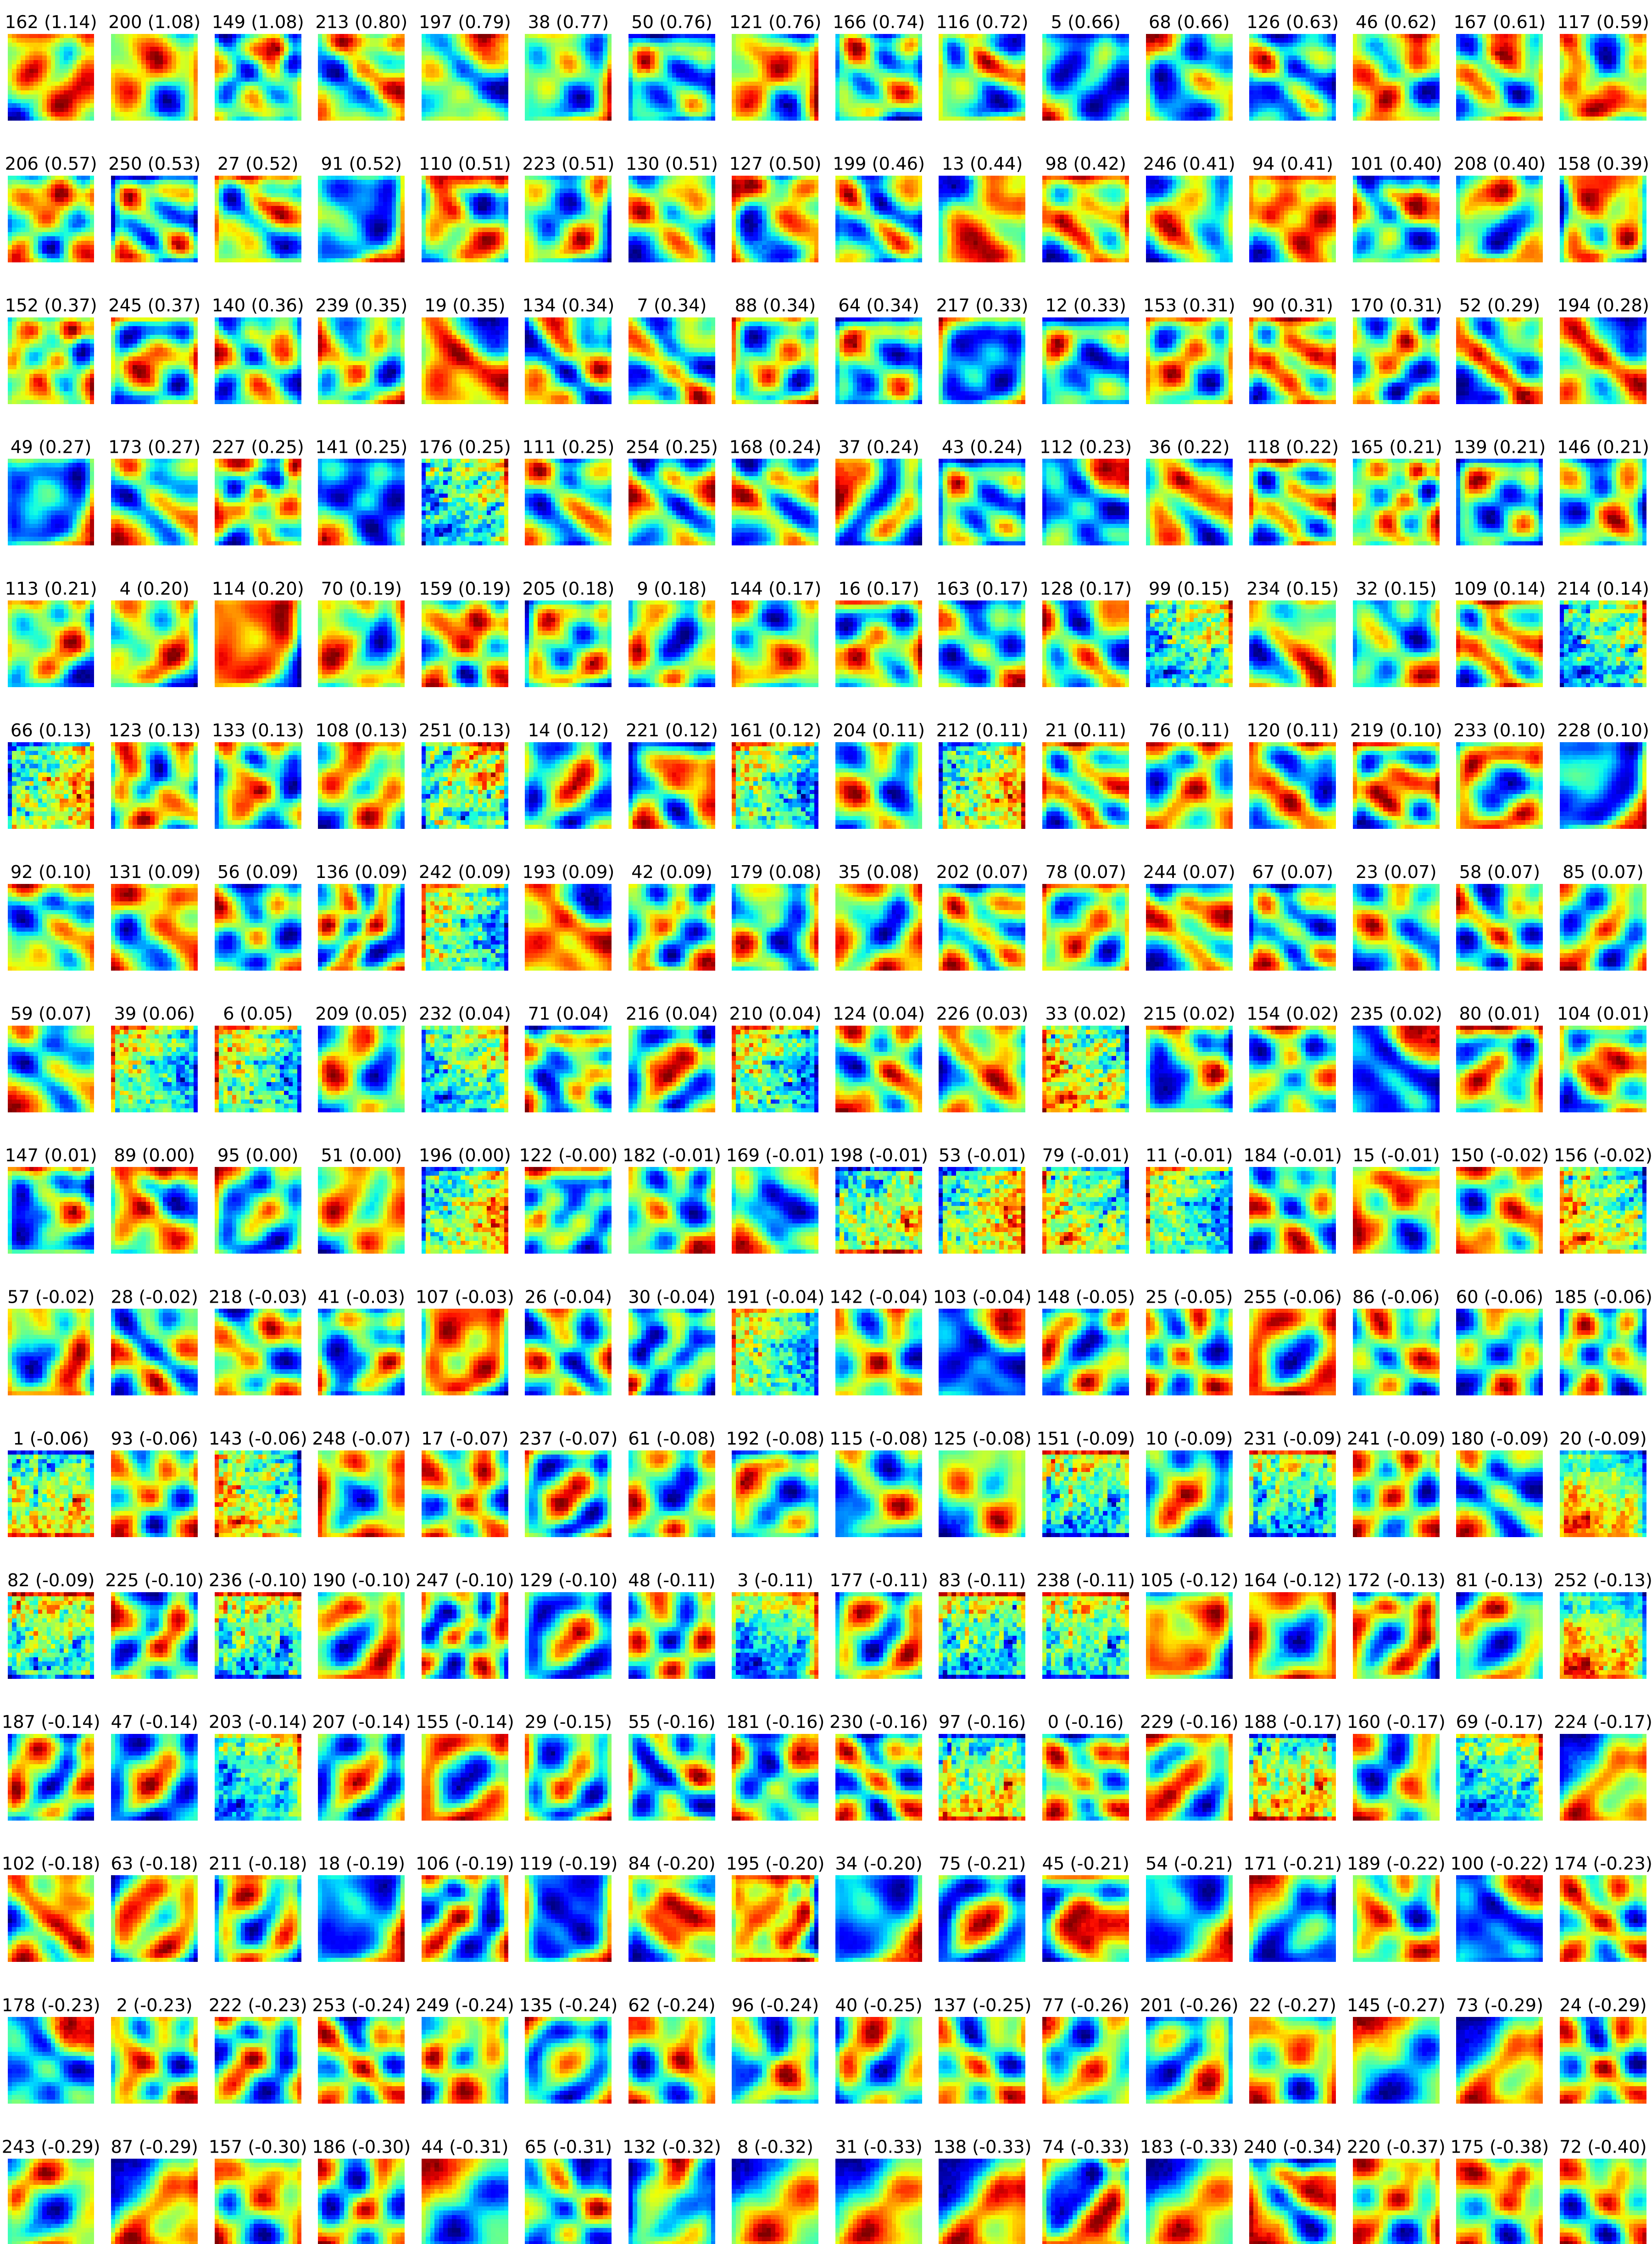 162 (1.14) 200 (1.08) 149 (1.08) 213 (0.80) 197 (0.79) 38 (0.77) 50 (0.76) 121 (0.76) 166 (0.74) 116 (0.72) 5 (0.66) 68 (0.66) 126 (0.63) 46 (0.62) 167 (0.61) 117 (0.59)
206 (0.57) 250 (0.53) 27 (0.52) 91 (0.52) 110 (0.51) 223 (0.51) 130 (0.51) 127 (0.50) 199 (0.46) 13 (0.44) 98 (0.42) 246 (0.41) 94 (0.41) 101 (0.40) 208 (0.40) 158 (0.39)
152 (0.37) 245 (0.37) 140 (0.36) 239 (0.35) 19 (0.35) 134 (0.34) 7 (0.34) 88 (0.34) 64 (0.34) 217 (0.33) 12 (0.33) 153 (0.31) 90 (0.31) 170 (0.31) 52 (0.29) 194 (0.28)
49 (0.27) 173 (0.27) 227 (0.25) 141 (0.25) 176 (0.25) 111 (0.25) 254 (0.25) 168 (0.24) 37 (0.24) 43 (0.24) 112 (0.23) 36 (0.22) 118 (0.22) 165 (0.21) 139 (0.21) 146 (0.21)
113 (0.21) 4 (0.20) 114 (0.20) 70 (0.19) 159 (0.19) 205 (0.18) 9 (0.18) 144 (0.17) 16 (0.17) 163 (0.17) 128 (0.17) 99 (0.15) 234 (0.15) 32 (0.15) 109 (0.14) 214 (0.14)
66 (0.13) 123 (0.13) 133 (0.13) 108 (0.13) 251 (0.13) 14 (0.12) 221 (0.12) 161 (0.12) 204 (0.11) 212 (0.11) 21 (0.11) 76 (0.11) 120 (0.11) 219 (0.10) 233 (0.10) 228 (0.10)
92 (0.10) 131 (0.09) 56 (0.09) 136 (0.09) 242 (0.09) 193 (0.09) 42 (0.09) 179 (0.08) 35 (0.08) 202 (0.07) 78 (0.07) 244 (0.07) 67 (0.07) 23 (0.07) 58 (0.07) 85 (0.07)
59 (0.07) 39 (0.06) 6 (0.05) 209 (0.05) 232 (0.04) 71 (0.04) 216 (0.04) 210 (0.04) 124 (0.04) 226 (0.03) 33 (0.02) 215 (0.02) 154 (0.02) 235 (0.02) 80 (0.01) 104 (0.01)
147 (0.01) 89 (0.00) 95 (0.00) 51 (0.00) 196 (0.00) 122 (-0.00) 182 (-0.01) 169 (-0.01) 198 (-0.01) 53 (-0.01) 79 (-0.01) 11 (-0.01) 184 (-0.01) 15 (-0.01) 150 (-0.02) 156 (-0.02)
57 (-0.02) 28 (-0.02) 218 (-0.03) 41 (-0.03) 107 (-0.03) 26 (-0.04) 30 (-0.04) 191 (-0.04) 142 (-0.04) 103 (-0.04) 148 (-0.05) 25 (-0.05) 255 (-0.06) 86 (-0.06) 60 (-0.06) 185 (-0.06)
1 (-0.06) 93 (-0.06) 143 (-0.06) 248 (-0.07) 17 (-0.07) 237 (-0.07) 61 (-0.08) 192 (-0.08) 115 (-0.08) 125 (-0.08) 151 (-0.09) 10 (-0.09) 231 (-0.09) 241 (-0.09) 180 (-0.09) 20 (-0.09)
82 (-0.09) 225 (-0.10) 236 (-0.10) 190 (-0.10) 247 (-0.10) 129 (-0.10) 48 (-0.11) 3 (-0.11) 177 (-0.11) 83 (-0.11) 238 (-0.11) 105 (-0.12) 164 (-0.12) 172 (-0.13) 81 (-0.13) 252 (-0.13)
187 (-0.14) 47 (-0.14) 203 (-0.14) 207 (-0.14) 155 (-0.14) 29 (-0.15) 55 (-0.16) 181 (-0.16) 230 (-0.16) 97 (-0.16) 0 (-0.16) 229 (-0.16) 188 (-0.17) 160 (-0.17) 69 (-0.17) 224 (-0.17)
102 (-0.18) 63 (-0.18) 211 (-0.18) 18 (-0.19) 106 (-0.19) 119 (-0.19) 84 (-0.20) 195 (-0.20) 34 (-0.20) 75 (-0.21) 45 (-0.21) 54 (-0.21) 171 (-0.21) 189 (-0.22) 100 (-0.22) 174 (-0.23)
178 (-0.23) 2 (-0.23) 222 (-0.23) 253 (-0.24) 249 (-0.24) 135 (-0.24) 62 (-0.24) 96 (-0.24) 40 (-0.25) 137 (-0.25) 77 (-0.26) 201 (-0.26) 22 (-0.27) 145 (-0.27) 73 (-0.29) 24 (-0.29)
243 (-0.29) 87 (-0.29) 157 (-0.30) 186 (-0.30) 44 (-0.31) 65 (-0.31) 132 (-0.32) 8 (-0.32) 31 (-0.33) 138 (-0.33) 74 (-0.33) 183 (-0.33) 240 (-0.34) 220 (-0.37) 175 (-0.38) 72 (-0.40)